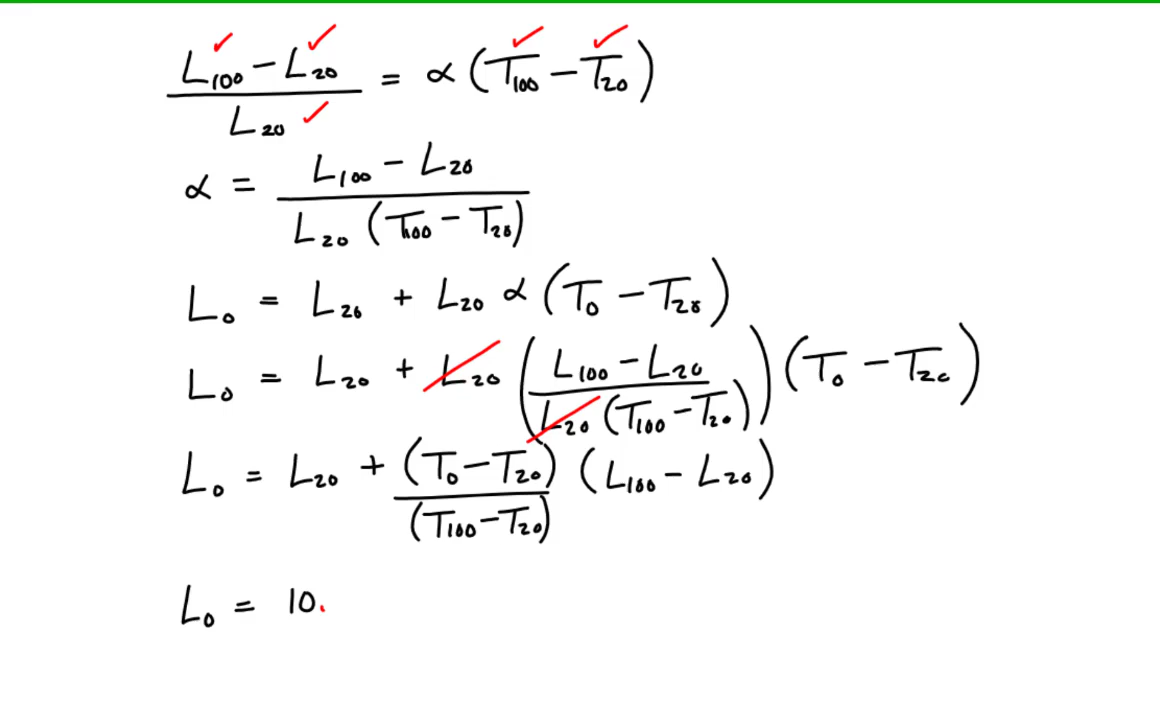 (L₁₀₀ − L₂₀) / L₂₀ = α (T₁₀₀ − T₂₀)
α = (L₁₀₀ − L₂₀) / (L₂₀ (T₁₀₀ − T₂₀))
L₀ = L₂₀ + L₂₀ α (T₀ − T₂₀)
L₀ = L₂₀ + L₂₀ ((L₁₀₀ − L₂₀) / (L₂₀ (T₁₀₀ − T₂₀))) (T₀ − T₂₀)
L₀ = L₂₀ + (T₀ − T₂₀) / (T₁₀₀ − T₂₀) (L₁₀₀ − L₂₀)
L₀ = 10.